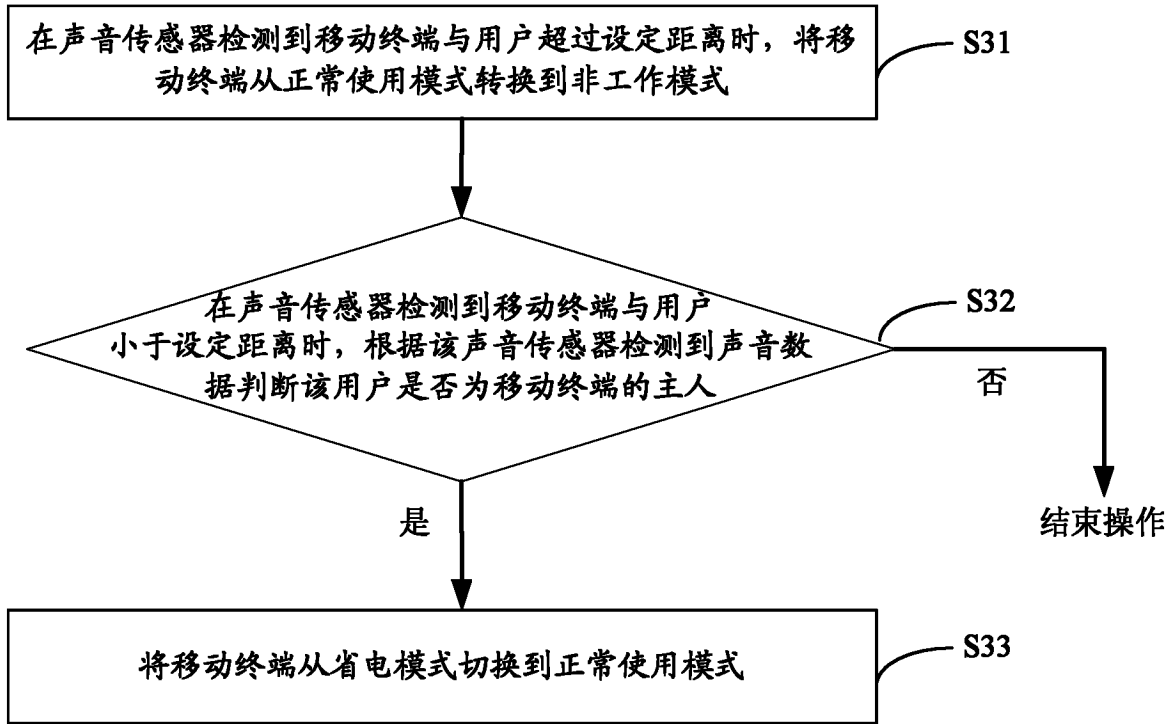 在声音传感器检测到移动终端与用户超过设定距离时，将移
动终端从正常使用模式转换到非工作模式
S31
在声音传感器检测到移动终端与用户
小于设定距离时，根据该声音传感器检测到声音数
据判断该用户是否为移动终端的主人
S32
否
结束操作
是
将移动终端从省电模式切换到正常使用模式
S33